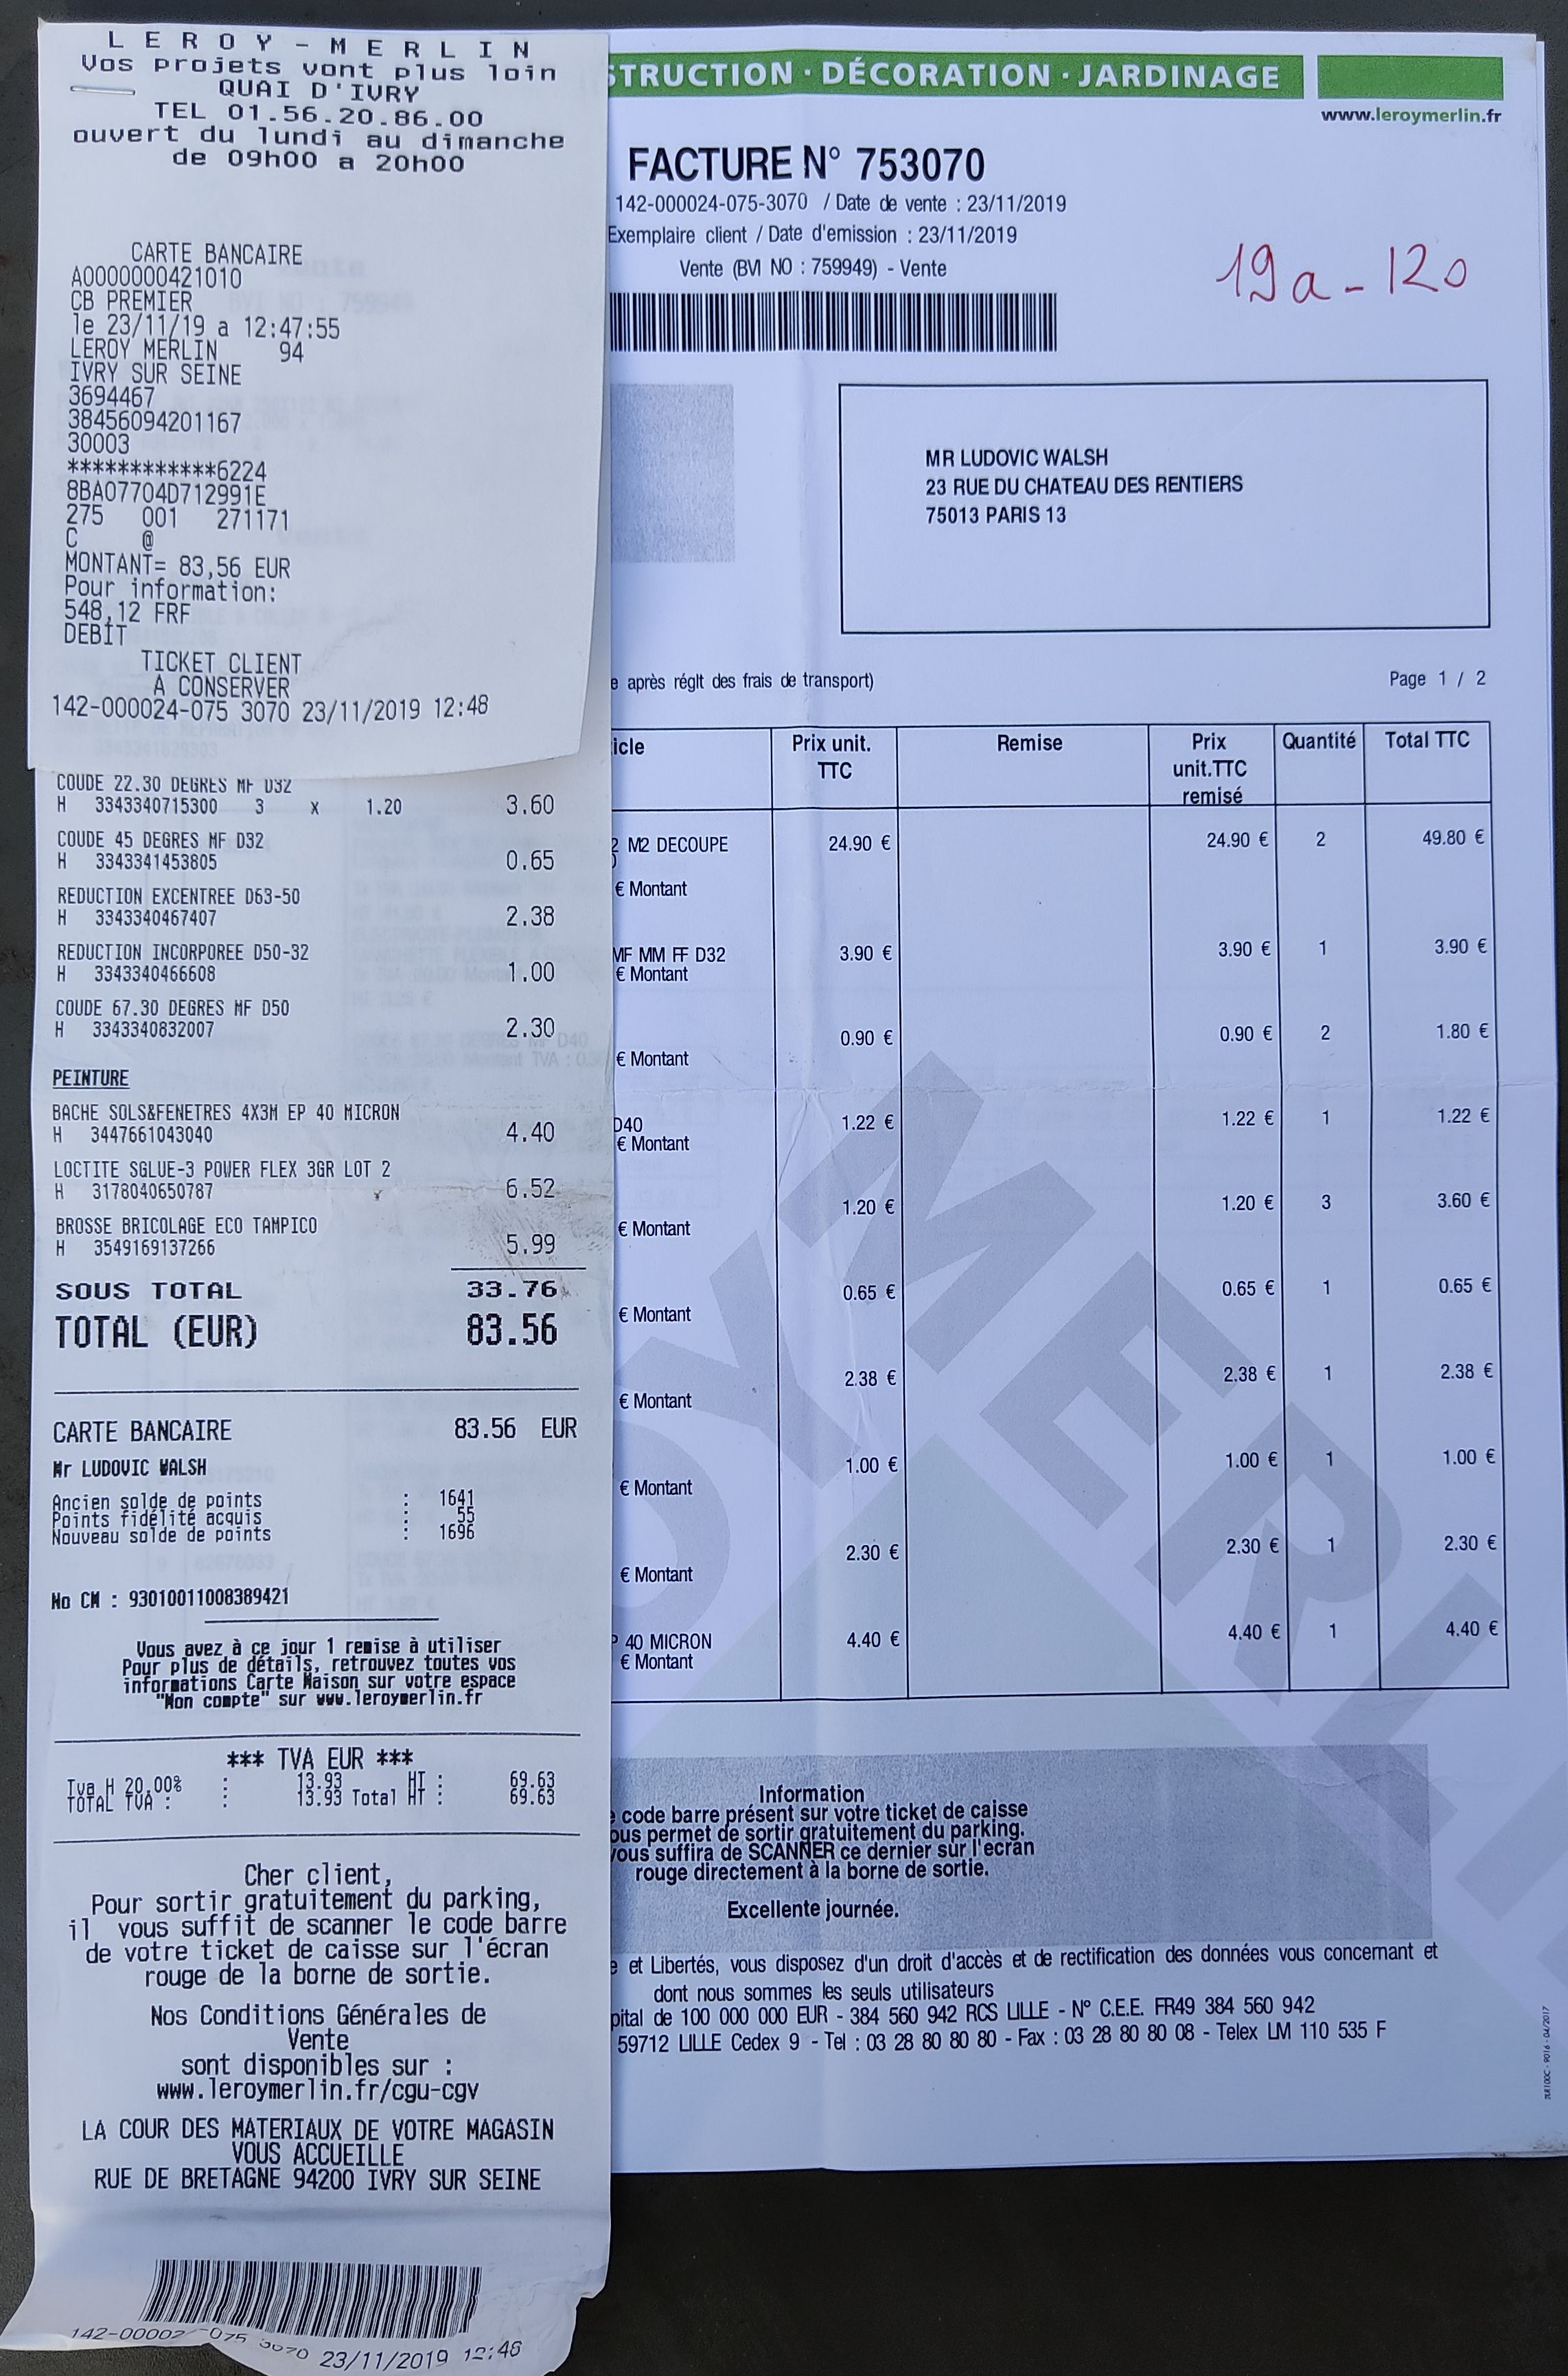 L E R O Y - M E R L I N
Vos projets vont plus loin
QUAI D'IVRY
TEL 01.56.20.86.00
ouvert du lundi au dimanche
de 09h00 a 20h00
CARTE BANCAIRE
A0000000421010
CB PREMIER
le 23/11/19 a 12:47:55
LEROY MERLIN 94
IVRY SUR SEINE
3694467
38456094201167
30003
************6224
8BA07704D712991E
275 001 271171
C @
MONTANT= 83,56 EUR
Pour information:
548,12 FRF
DEBIT
TICKET CLIENT
A CONSERVER
142-000024-075 3070 23/11/2019 12:48
COUDE 22.30 DEGRES MF D32
H 3343340715300 3 x 1.20 3.60
COUDE 45 DEGRES MF D32
H 3343341453805 0.65
REDUCTION EXCENTREE D63-50
H 3343340467407 2.38
REDUCTION INCORPOREE D50-32
H 3343340466608 1.00
COUDE 67.30 DEGRES MF D50
H 3343340832007 2.30
PEINTURE
BACHE SOLS&FENETRES 4X3M EP 40 MICRON
H 3447661043040 4.40
LOCTITE SGLUE-3 POWER FLEX 3GR LOT 2
H 3178040650787 6.52
BROSSE BRICOLAGE ECO TAMPICO
H 3549169137266 5.99
SOUS TOTAL 33.76
TOTAL (EUR) 83.56
CARTE BANCAIRE 83.56 EUR
Mr LUDOVIC WALSH
Ancien solde de points : 1641
Points fidélité acquis : 55
Nouveau solde de points : 1696
No CM : 93010011008389421
Vous avez à ce jour 1 remise à utiliser
Pour plus de détails, retrouvez toutes vos
informations Carte Maison sur votre espace
"Mon compte" sur www.leroymerlin.fr
*** TVA EUR ***
Tva H 20.00% : 13.93 HT : 69.63
TOTAL TVA : : 13.93 Total HT : 69.63
Cher client,
Pour sortir gratuitement du parking,
il vous suffit de scanner le code barre
de votre ticket de caisse sur l'écran
rouge de la borne de sortie.
Nos Conditions Générales de
Vente
sont disponibles sur :
www.leroymerlin.fr/cgu-cgv
LA COUR DES MATERIAUX DE VOTRE MAGASIN
VOUS ACCUEILLE
RUE DE BRETAGNE 94200 IVRY SUR SEINE
142-00002 075 3070 23/11/2019 12:46
STRUCTION · DÉCORATION · JARDINAGE
www.leroymerlin.fr
FACTURE N° 753070
142-000024-075-3070 / Date de vente : 23/11/2019
Exemplaire client / Date d'emission : 23/11/2019
Vente (BVI NO : 759949) - Vente
19a-120
MR LUDOVIC WALSH
23 RUE DU CHATEAU DES RENTIERS
75013 PARIS 13
e après réglt des frais de transport)
Page 1 / 2
icle Prix unit. TTC Remise Prix unit.TTC remisé Quantité Total TTC
2 M2 DECOUPE 24.90 € 24.90 € 2 49.80 €
€ Montant
MF MM FF D32 3.90 € 3.90 € 1 3.90 €
€ Montant
0.90 € 0.90 € 2 1.80 €
€ Montant
D40 1.22 € 1.22 € 1 1.22 €
€ Montant
1.20 € 1.20 € 3 3.60 €
€ Montant
0.65 € 0.65 € 1 0.65 €
€ Montant
2.38 € 2.38 € 1 2.38 €
€ Montant
1.00 € 1.00 € 1 1.00 €
€ Montant
2.30 € 2.30 € 1 2.30 €
€ Montant
P 40 MICRON 4.40 € 4.40 € 1 4.40 €
€ Montant
OYMERLI
Information
e code barre présent sur votre ticket de caisse
ous permet de sortir gratuitement du parking.
vous suffira de SCANNER ce dernier sur l'ecran
rouge directement à la borne de sortie.
Excellente journée.
e et Libertés, vous disposez d'un droit d'accès et de rectification des données vous concernant et
dont nous sommes les seuls utilisateurs
pital de 100 000 000 EUR - 384 560 942 RCS LILLE - N° C.E.E. FR49 384 560 942
59712 LILLE Cedex 9 - Tel : 03 28 80 80 80 - Fax : 03 28 80 80 08 - Telex LM 110 535 F